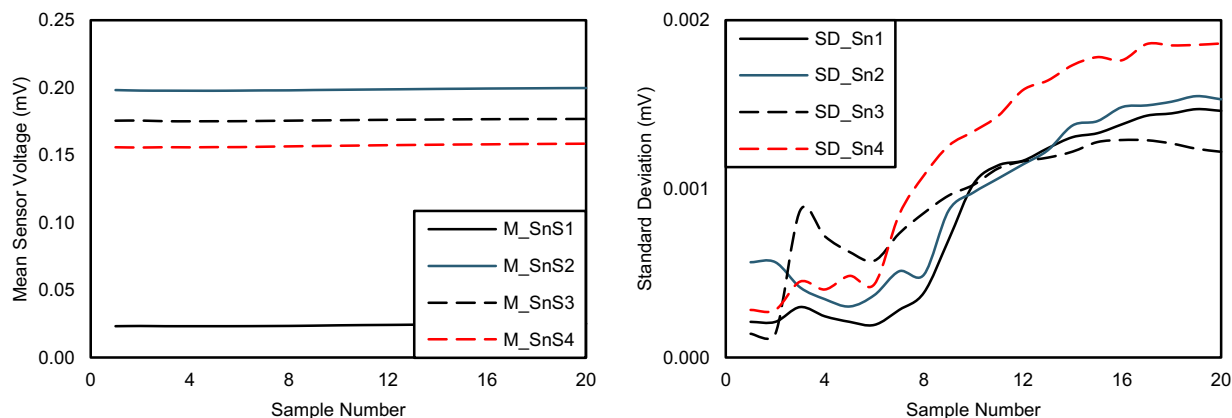 Mean Sensor Voltage (mV)
0.25
0.20
0.15
0.10
0.05
0.00
M_SnS1
M_SnS2
M_SnS3
M_SnS4
0 4 8 12 16 20
Sample Number
Standard Deviation (mV)
0.002
0.001
0.000
SD_Sn1
SD_Sn2
SD_Sn3
SD_Sn4
0 4 8 12 16 20
Sample Number